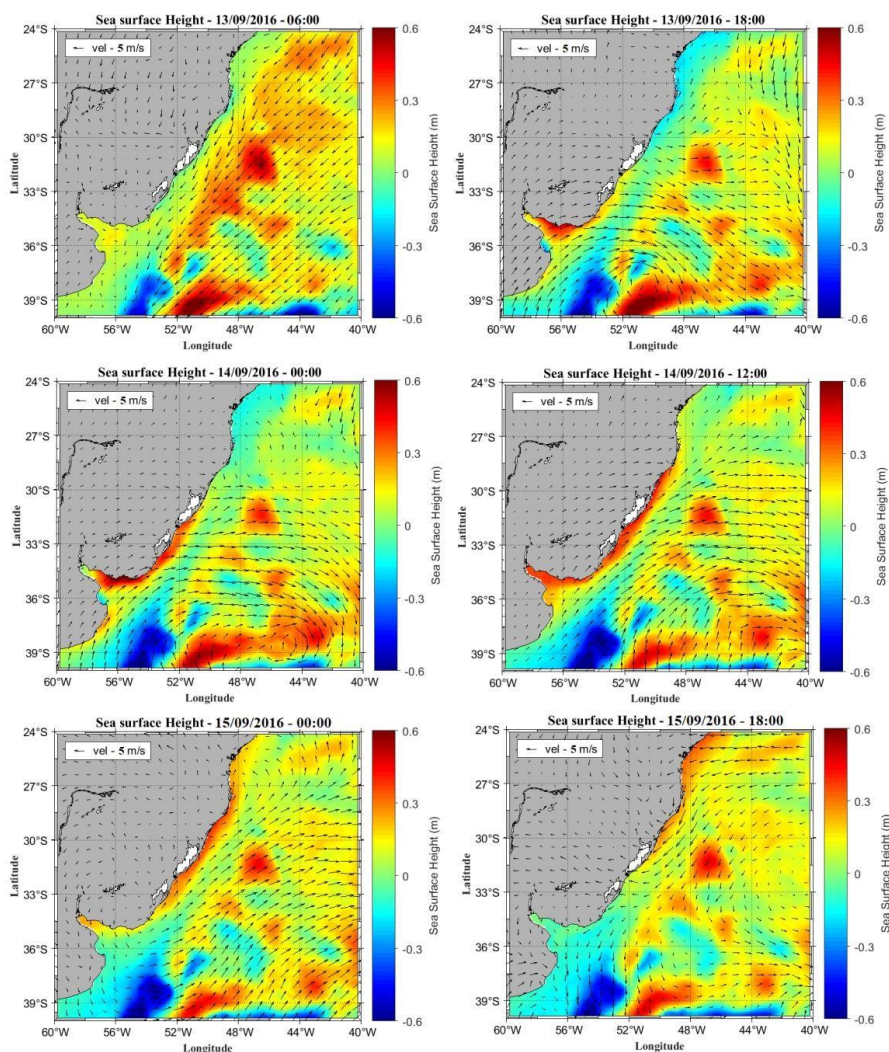 Sea surface Height - 13/09/2016 - 06:00
24°S
27°S
30°S
33°S
36°S
39°S
Latitude
vel - 5 m/s
60°W 56°W 52°W 48°W 44°W 40°W
Longitude
0.6
0.3
0
-0.3
-0.6
Sea Surface Height (m)
Sea surface Height - 13/09/2016 - 18:00
24°S
27°S
30°S
33°S
36°S
39°S
Latitude
vel - 5 m/s
60°W 56°W 52°W 48°W 44°W 40°W
Longitude
0.6
0.3
0
-0.3
-0.6
Sea Surface Height (m)
Sea surface Height - 14/09/2016 - 00:00
24°S
27°S
30°S
33°S
36°S
39°S
Latitude
vel - 5 m/s
60°W 56°W 52°W 48°W 44°W 40°W
Longitude
0.6
0.3
0
-0.3
-0.6
Sea Surface Height (m)
Sea surface Height - 14/09/2016 - 12:00
24°S
27°S
30°S
33°S
36°S
39°S
Latitude
vel - 5 m/s
60°W 56°W 52°W 48°W 44°W 40°W
Longitude
0.6
0.3
0
-0.3
-0.6
Sea Surface Height (m)
Sea surface Height - 15/09/2016 - 00:00
24°S
27°S
30°S
33°S
36°S
39°S
Latitude
vel - 5 m/s
60°W 56°W 52°W 48°W 44°W 40°W
Longitude
0.6
0.3
0
-0.3
-0.6
Sea Surface Height (m)
Sea surface Height - 15/09/2016 - 18:00
24°S
27°S
30°S
33°S
36°S
39°S
Latitude
vel - 5 m/s
60°W 56°W 52°W 48°W 44°W 40°W
Longitude
0.6
0.3
0
-0.3
-0.6
Sea Surface Height (m)